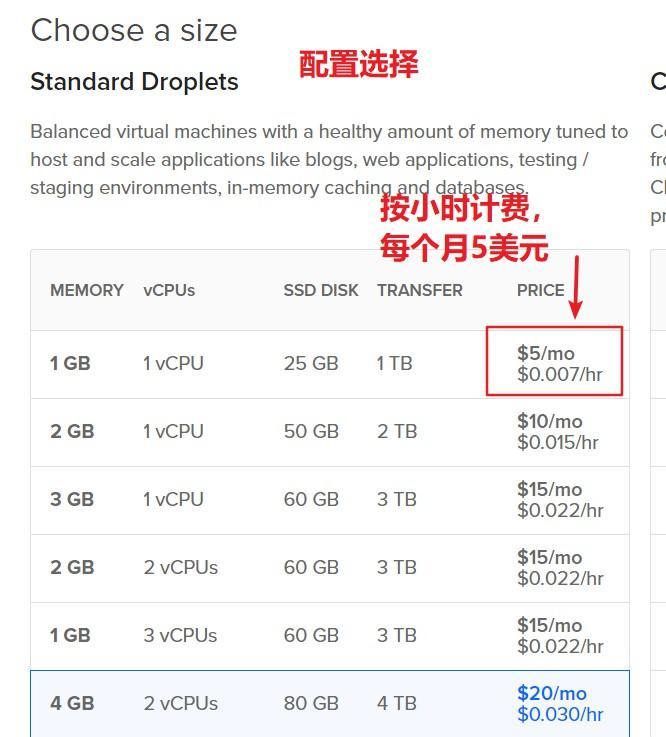 Choose a size
配置选择
Standard Droplets
C
Balanced virtual machines with a healthy amount of memory tuned to
host and scale applications like blogs, web applications, testing /
staging environments, in-memory caching and databases.
Co
fro
Cl
pr
按小时计费，
每个月5美元
MEMORY vCPUs SSD DISK TRANSFER PRICE
1 GB 1 vCPU 25 GB 1 TB $5/mo
$0.007/hr
2 GB 1 vCPU 50 GB 2 TB $10/mo
$0.015/hr
3 GB 1 vCPU 60 GB 3 TB $15/mo
$0.022/hr
2 GB 2 vCPUs 60 GB 3 TB $15/mo
$0.022/hr
1 GB 3 vCPUs 60 GB 3 TB $15/mo
$0.022/hr
4 GB 2 vCPUs 80 GB 4 TB $20/mo
$0.030/hr